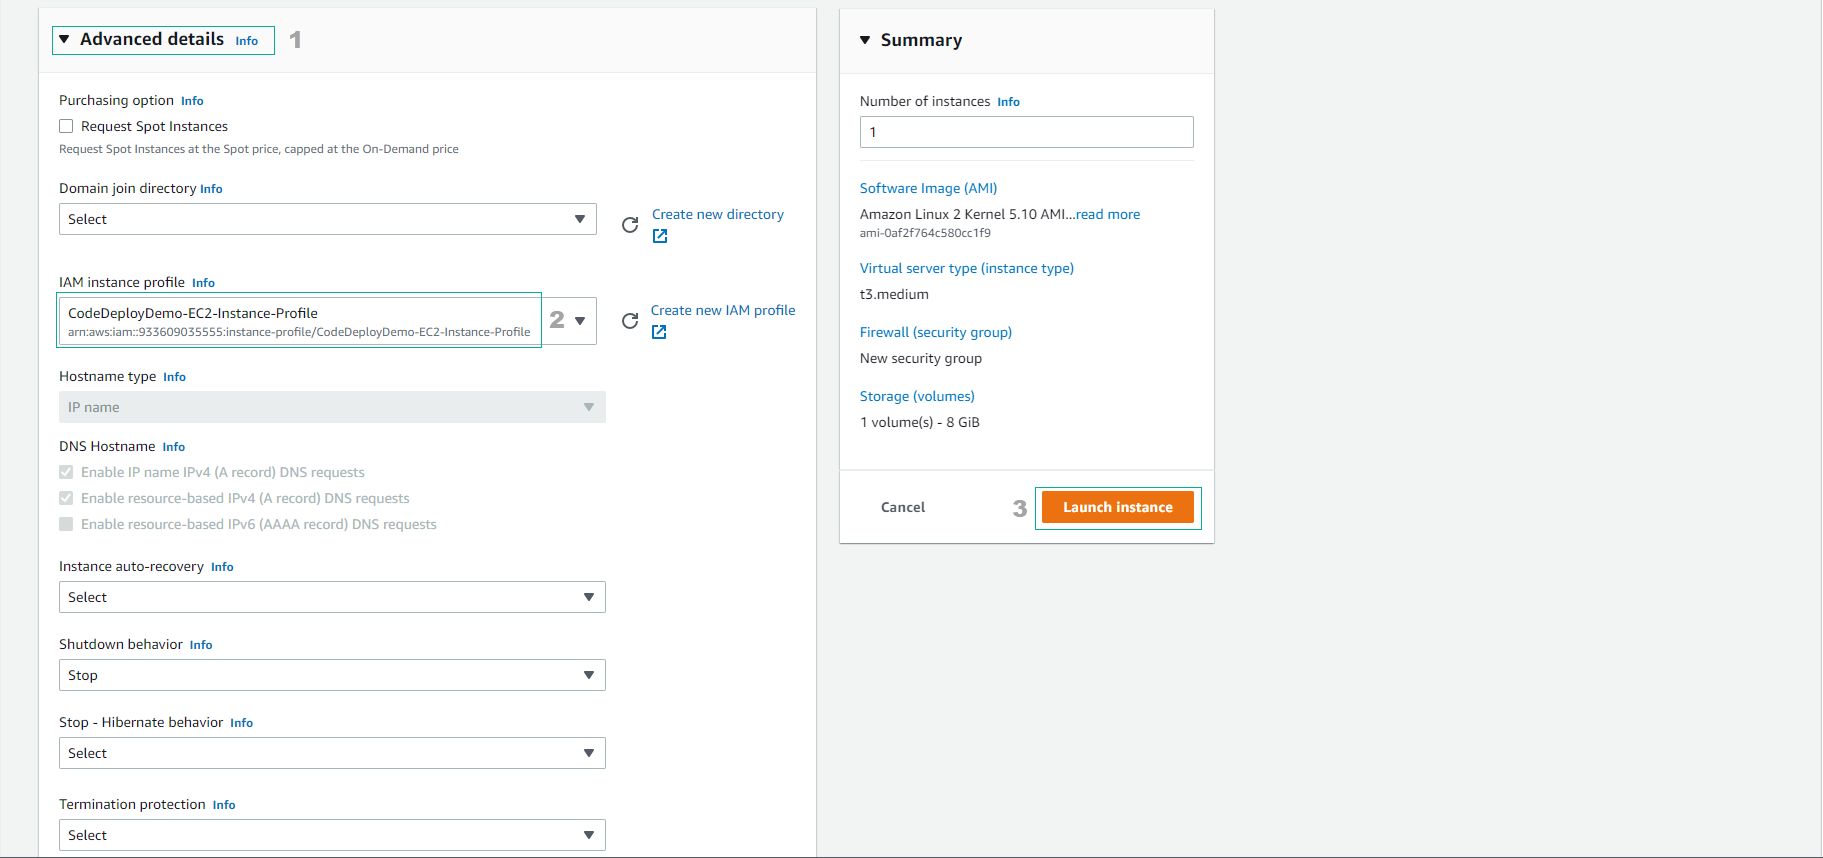 Advanced details Info 1
Purchasing option Info
Request Spot Instances
Request Spot Instances at the Spot price, capped at the On-Demand price
Domain join directory Info
Select
Create new directory
IAM instance profile Info
CodeDeployDemo-EC2-Instance-Profile
arn:aws:iam::933609035555:instance-profile/CodeDeployDemo-EC2-Instance-Profile
2
Create new IAM profile
Hostname type Info
IP name
DNS Hostname Info
Enable IP name IPv4 (A record) DNS requests
Enable resource-based IPv4 (A record) DNS requests
Enable resource-based IPv6 (AAAA record) DNS requests
Instance auto-recovery Info
Select
Shutdown behavior Info
Stop
Stop - Hibernate behavior Info
Select
Termination protection Info
Select
Summary
Number of instances Info
1
Software Image (AMI)
Amazon Linux 2 Kernel 5.10 AMI...read more
ami-0af2f764c580cc1f9
Virtual server type (instance type)
t3.medium
Firewall (security group)
New security group
Storage (volumes)
1 volume(s) - 8 GiB
Cancel 3 Launch instance